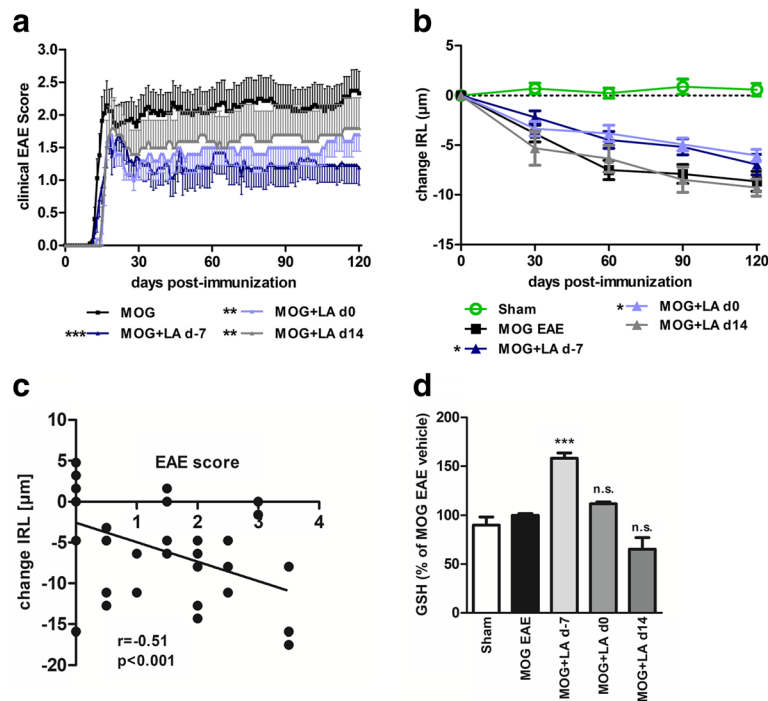 a
clinical EAE Score
3.0
2.5
2.0
1.5
1.0
0.5
0.0
0 30 60 90 120
days post-immunization
MOG
*** MOG+LA d-7
** MOG+LA d0
** MOG+LA d14
b
change IRL (µm)
5
0
-5
-10
-15
0 30 60 90 120
days post-immunization
Sham
MOG EAE
* MOG+LA d-7
* MOG+LA d0
MOG+LA d14
c
change IRL [µm]
10
5
0
-5
-10
-15
-20
EAE score
1 2 3 4
r=-0.51
p<0.001
d
GSH (% of MOG EAE vehicle)
200
150
100
50
0
***
n.s.
n.s.
Sham
MOG EAE
MOG+LA d-7
MOG+LA d0
MOG+LA d14